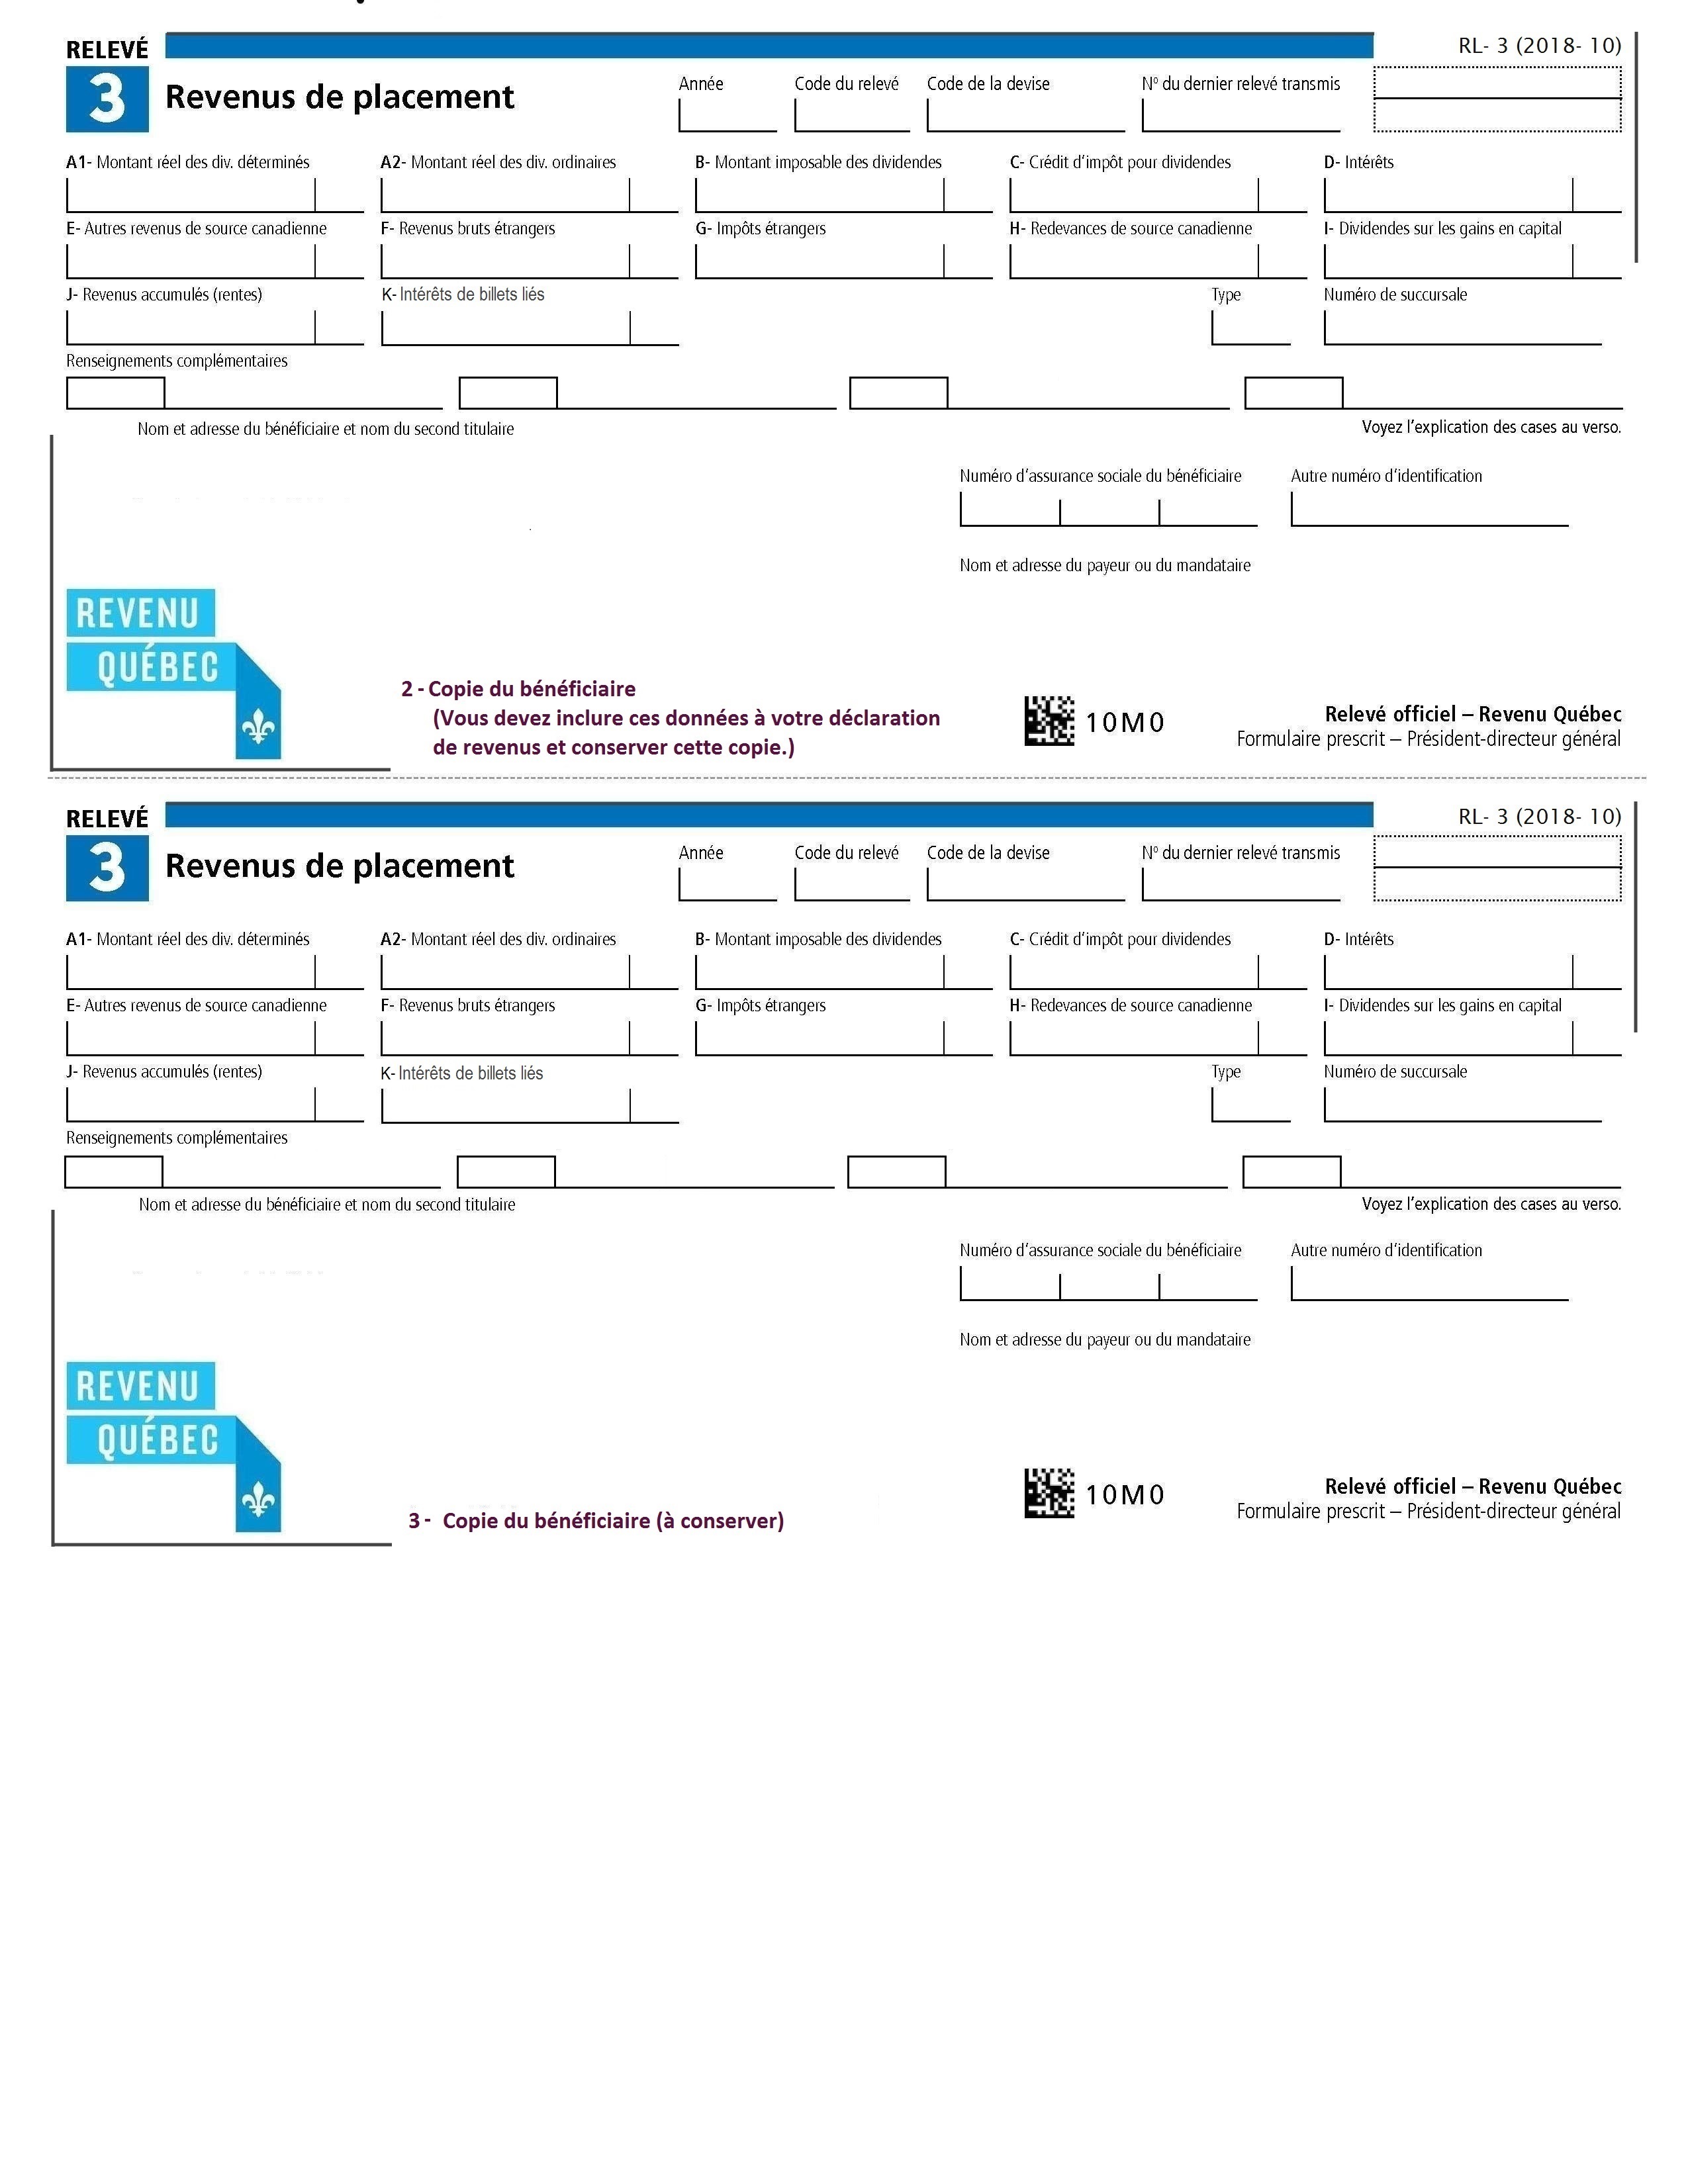 RELEVÉ
RL- 3 (2018- 10)
3
Revenus de placement
Année
Code du relevé
Code de la devise
Nº du dernier relevé transmis
A1- Montant réel des div. déterminés
A2- Montant réel des div. ordinaires
B- Montant imposable des dividendes
C- Crédit d'impôt pour dividendes
D- Intérêts
E- Autres revenus de source canadienne
F- Revenus bruts étrangers
G- Impôts étrangers
H- Redevances de source canadienne
I- Dividendes sur les gains en capital
J- Revenus accumulés (rentes)
K- Intérêts de billets liés
Type
Numéro de succursale
Renseignements complémentaires
Nom et adresse du bénéficiaire et nom du second titulaire
Voyez l'explication des cases au verso.
Numéro d'assurance sociale du bénéficiaire
Autre numéro d'identification
Nom et adresse du payeur ou du mandataire
REVENU
QUÉBEC
2 - Copie du bénéficiaire
(Vous devez inclure ces données à votre déclaration
de revenus et conserver cette copie.)
10M0
Relevé officiel – Revenu Québec
Formulaire prescrit – Président-directeur général
RELEVÉ
RL- 3 (2018- 10)
3
Revenus de placement
Année
Code du relevé
Code de la devise
Nº du dernier relevé transmis
A1- Montant réel des div. déterminés
A2- Montant réel des div. ordinaires
B- Montant imposable des dividendes
C- Crédit d'impôt pour dividendes
D- Intérêts
E- Autres revenus de source canadienne
F- Revenus bruts étrangers
G- Impôts étrangers
H- Redevances de source canadienne
I- Dividendes sur les gains en capital
J- Revenus accumulés (rentes)
K- Intérêts de billets liés
Type
Numéro de succursale
Renseignements complémentaires
Nom et adresse du bénéficiaire et nom du second titulaire
Voyez l'explication des cases au verso.
Numéro d'assurance sociale du bénéficiaire
Autre numéro d'identification
Nom et adresse du payeur ou du mandataire
REVENU
QUÉBEC
3 - Copie du bénéficiaire (à conserver)
10M0
Relevé officiel – Revenu Québec
Formulaire prescrit – Président-directeur général